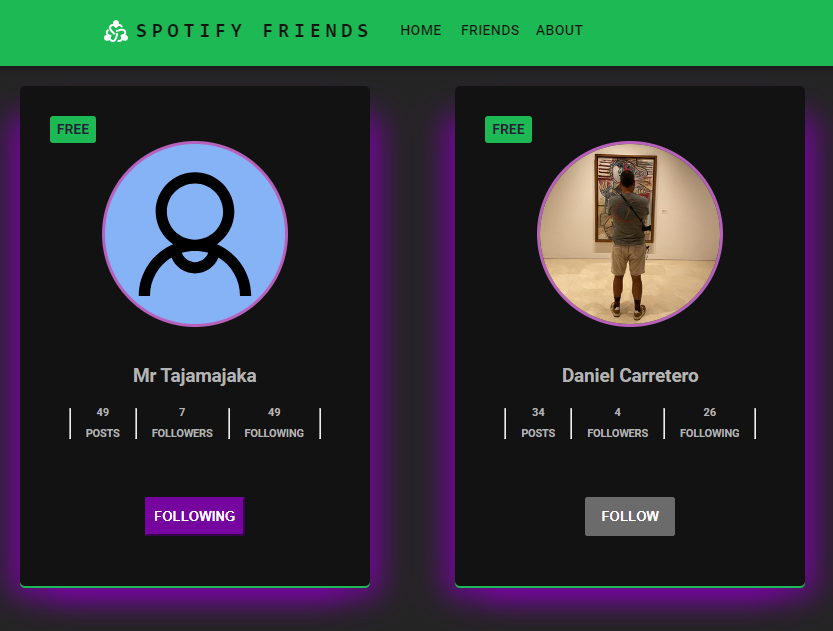 SPOTIFY FRIENDS HOME FRIENDS ABOUT
FREE
Mr Tajamajaka
49 7 49
POSTS FOLLOWERS FOLLOWING
FOLLOWING
FREE
Daniel Carretero
34 4 26
POSTS FOLLOWERS FOLLOWING
FOLLOW